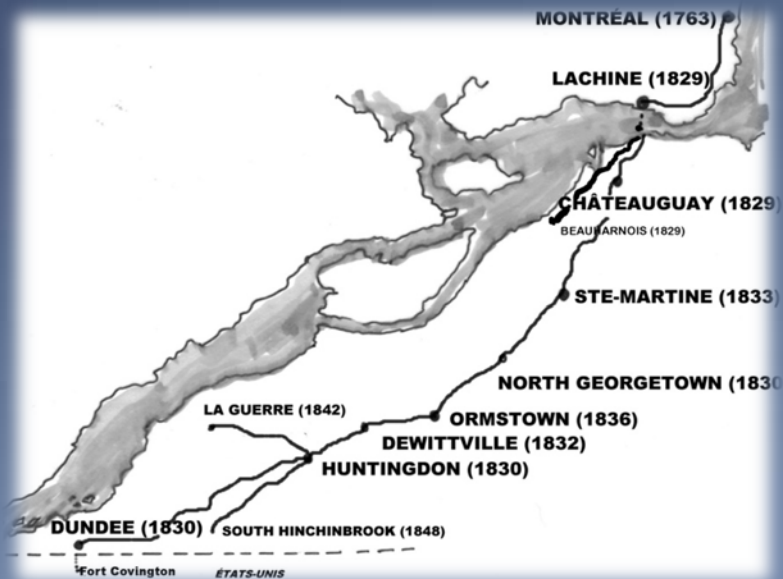 MONTRÉAL (1763)
LACHINE (1829)
CHÂTEAUGUAY (1829)
BEAUHARNOIS (1829)
STE-MARTINE (1833)
NORTH GEORGETOWN (1830
LA GUERRE (1842)
ORMSTOWN (1836)
DEWITTVILLE (1832)
HUNTINGDON (1830)
DUNDEE (1830)
SOUTH HINCHINBROOK (1848)
Fort Covington
ÉTATS-UNIS